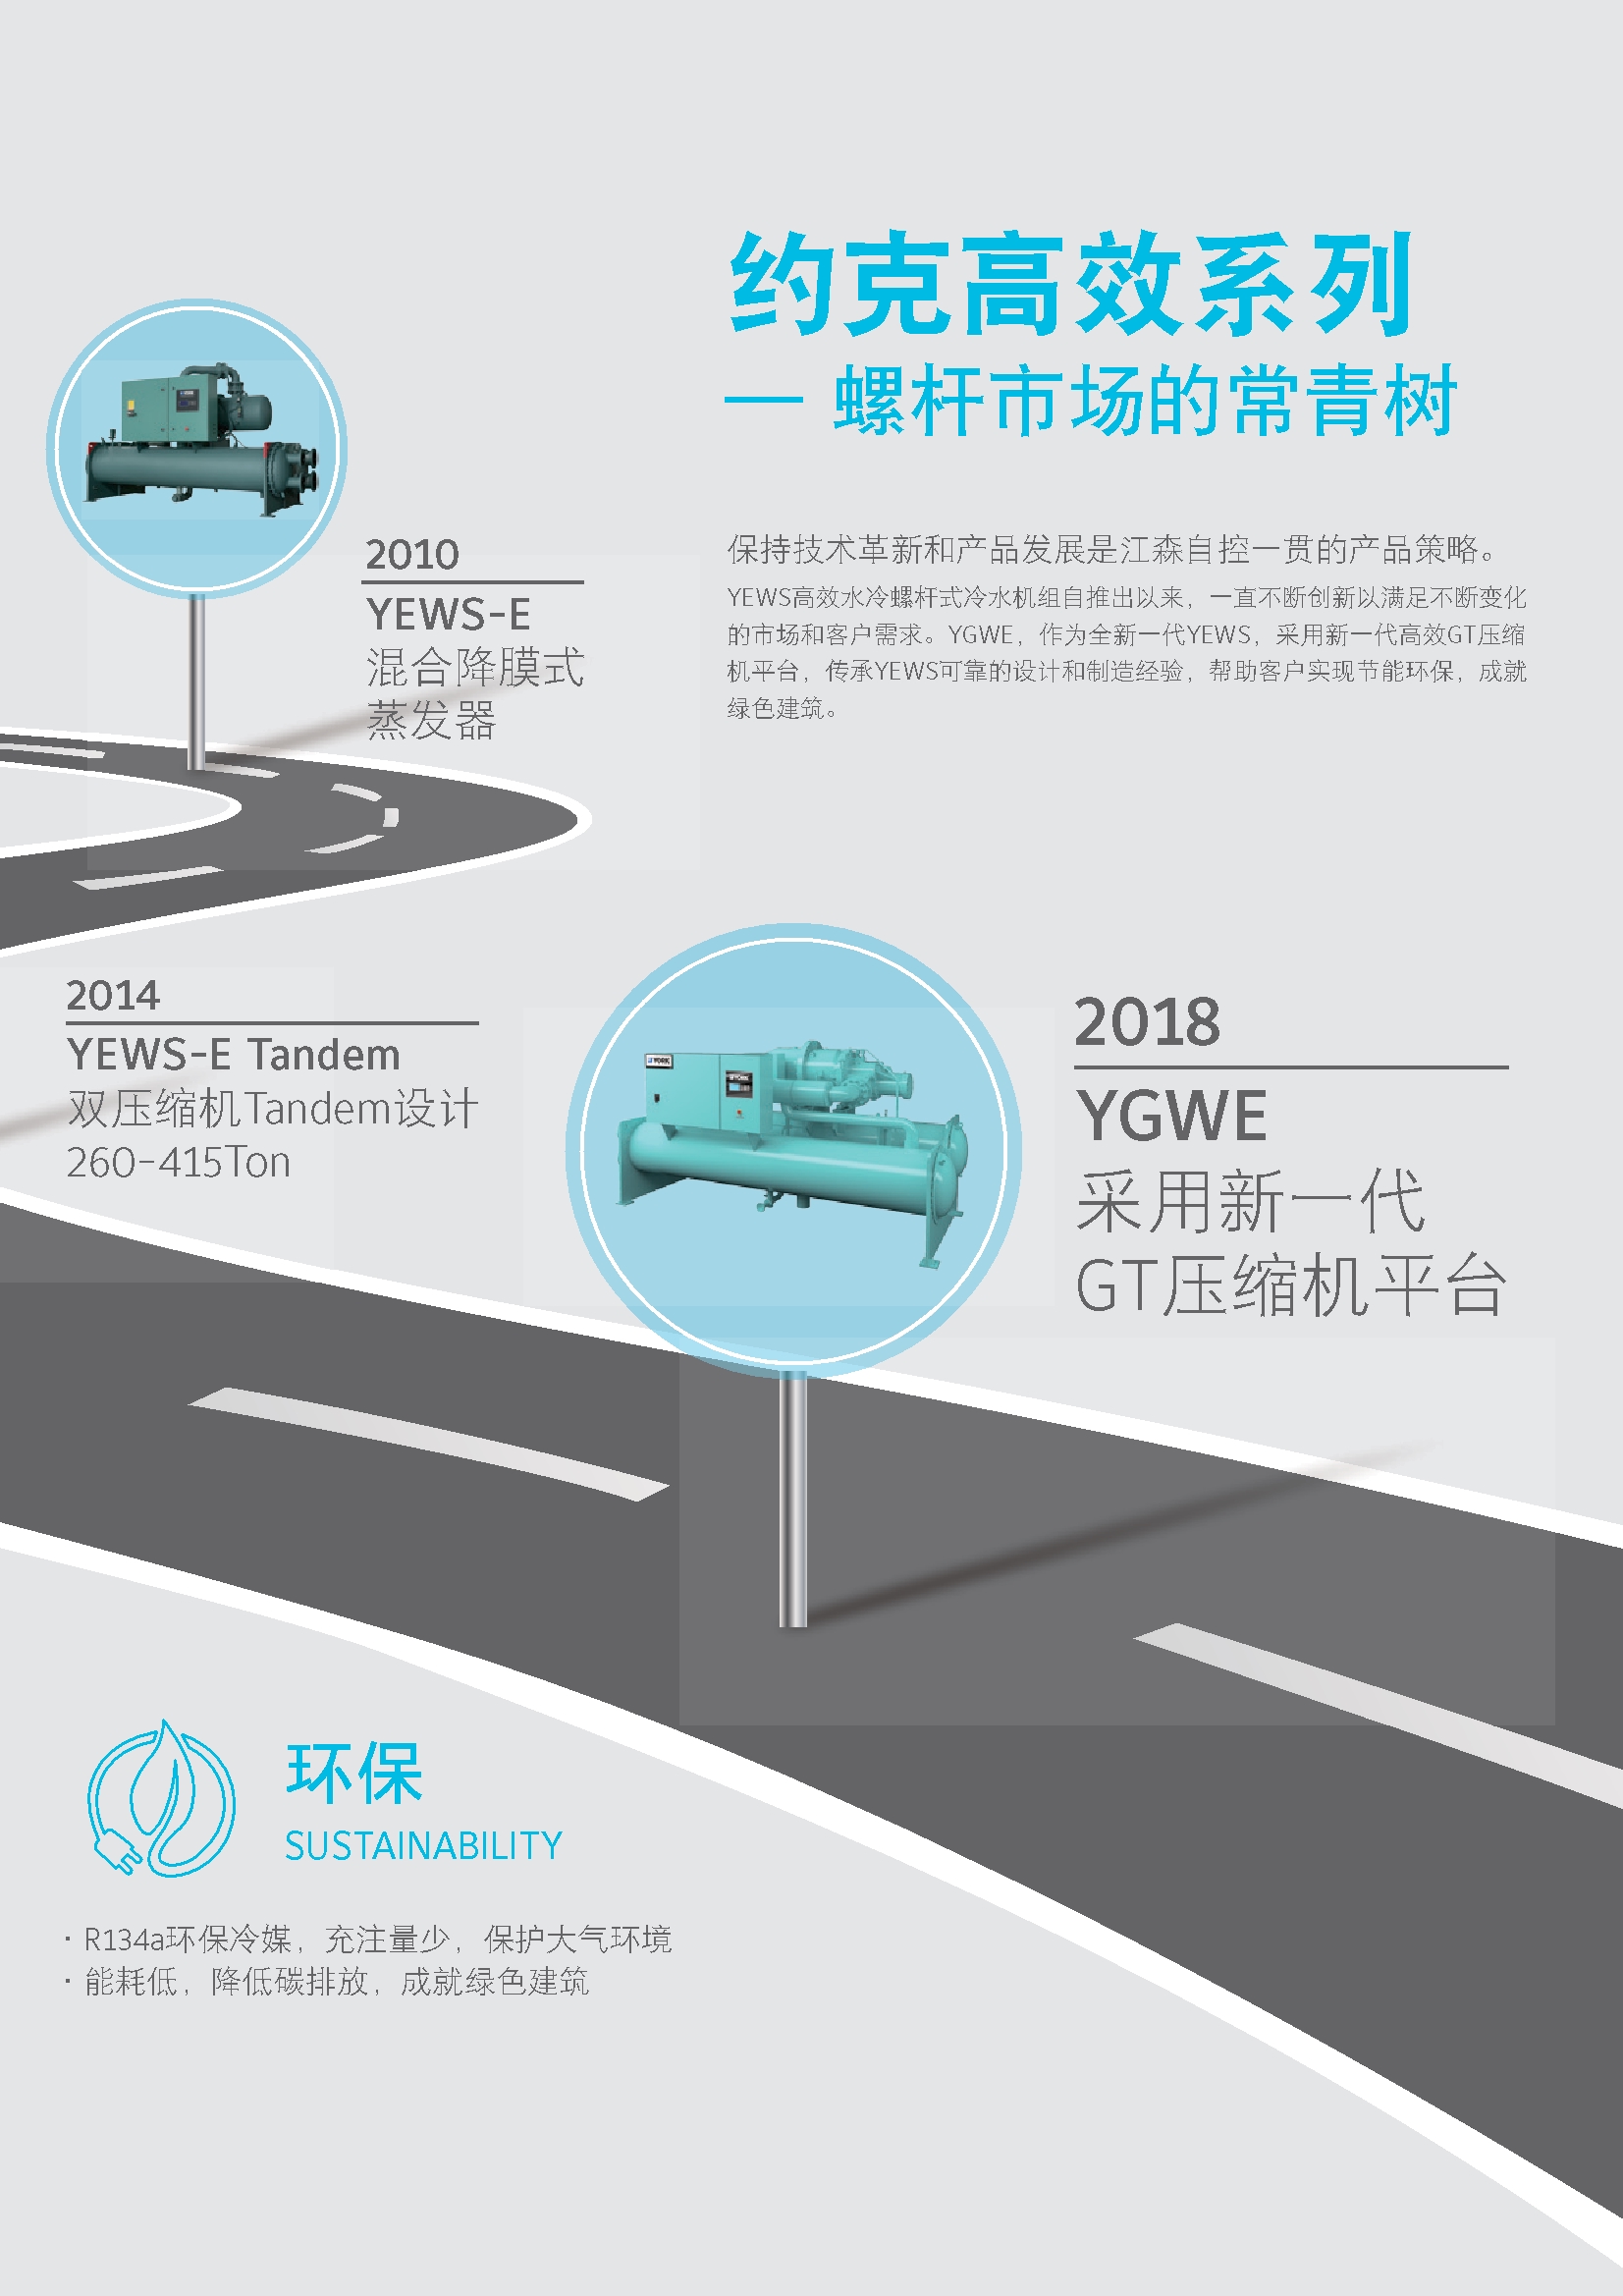 约克高效系列
— 螺杆市场的常青树
保持技术革新和产品发展是江森自控一贯的产品策略。
YEWS高效水冷螺杆式冷水机组自推出以来，一直不断创新以满足不断变化
的市场和客户需求。YGWE，作为全新一代YEWS，采用新一代高效GT压缩
机平台，传承YEWS可靠的设计和制造经验，帮助客户实现节能环保，成就
绿色建筑。
2010
YEWS-E
混合降膜式
蒸发器
2014
YEWS-E Tandem
双压缩机Tandem设计
260-415Ton
YORK
YORK
2018
YGWE
采用新一代
GT压缩机平台
环保
SUSTAINABILITY
· R134a环保冷媒，充注量少，保护大气环境
· 能耗低，降低碳排放，成就绿色建筑